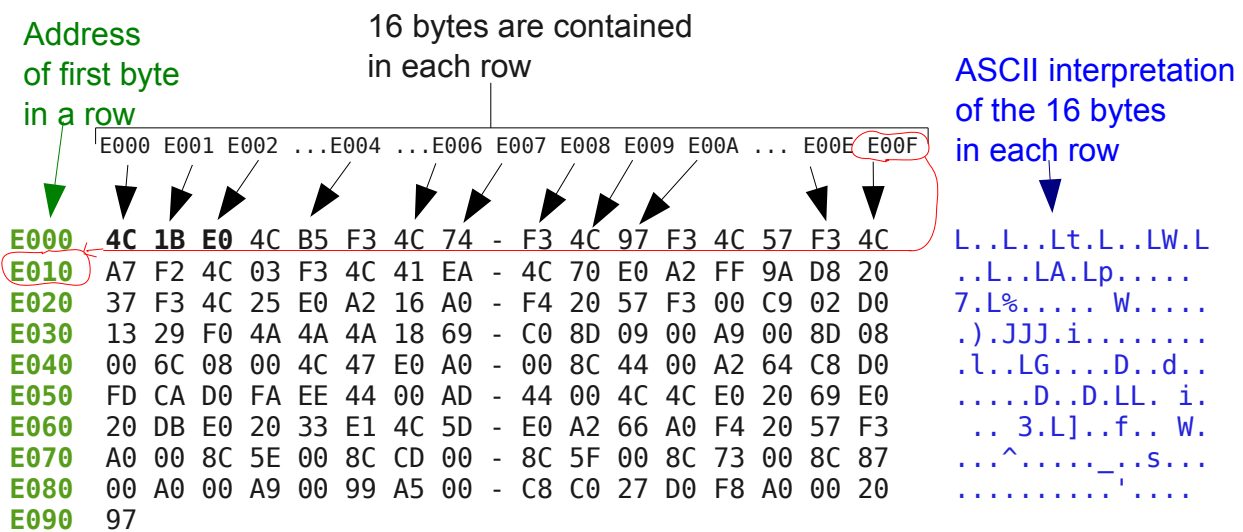 Address
of first byte
in a row
16 bytes are contained
in each row
ASCII interpretation
of the 16 bytes
in each row
E000 E001 E002 ...E004 ...E006 E007 E008 E009 E00A ... E00E E00F
E000 4C 1B E0 4C B5 F3 4C 74 - F3 4C 97 F3 4C 57 F3 4C L..L..Lt.L..LW.L
E010 A7 F2 4C 03 F3 4C 41 EA - 4C 70 E0 A2 FF 9A D8 20 ..L..LA.Lp.....
E020 37 F3 4C 25 E0 A2 16 A0 - F4 20 57 F3 00 C9 02 D0 7.L%..... W.....
E030 13 29 F0 4A 4A 4A 18 69 - C0 8D 09 00 A9 00 8D 08 .).JJJ.i........
E040 00 6C 08 00 4C 47 E0 A0 - 00 8C 44 00 A2 64 C8 D0 .l..LG....D..d..
E050 FD CA D0 FA EE 44 00 AD - 44 00 4C 4C E0 20 69 E0 .....D..D.LL. i.
E060 20 DB E0 20 33 E1 4C 5D - E0 A2 66 A0 F4 20 57 F3 .. 3.L]..f.. W.
E070 A0 00 8C 5E 00 8C CD 00 - 8C 5F 00 8C 73 00 8C 87 ...^....._..s...
E080 00 A0 00 A9 00 99 A5 00 - C8 C0 27 D0 F8 A0 00 20 ..........'....
E090 97